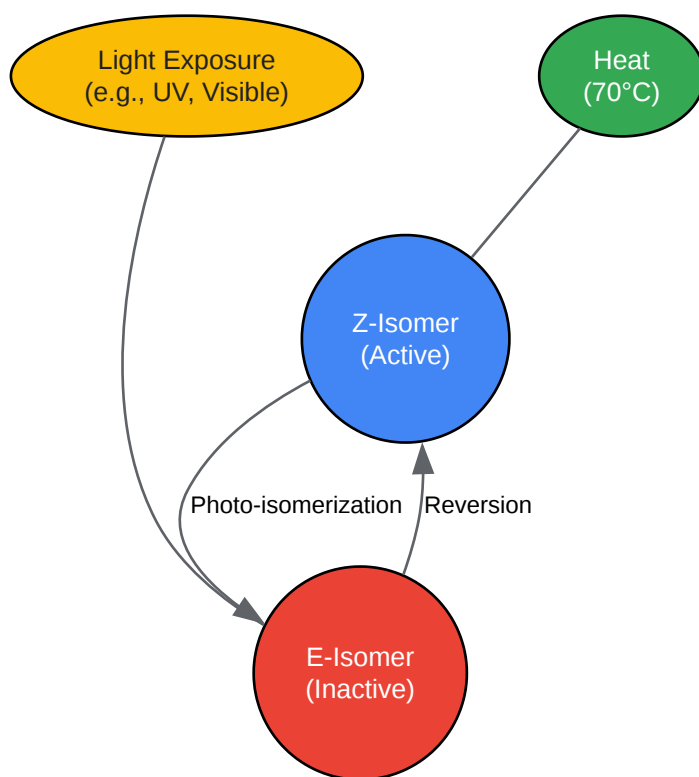 Light Exposure
(e.g., UV, Visible)
Heat
(70°C)
Z-Isomer
(Active)
Photo-isomerization
Reversion
E-Isomer
(Inactive)